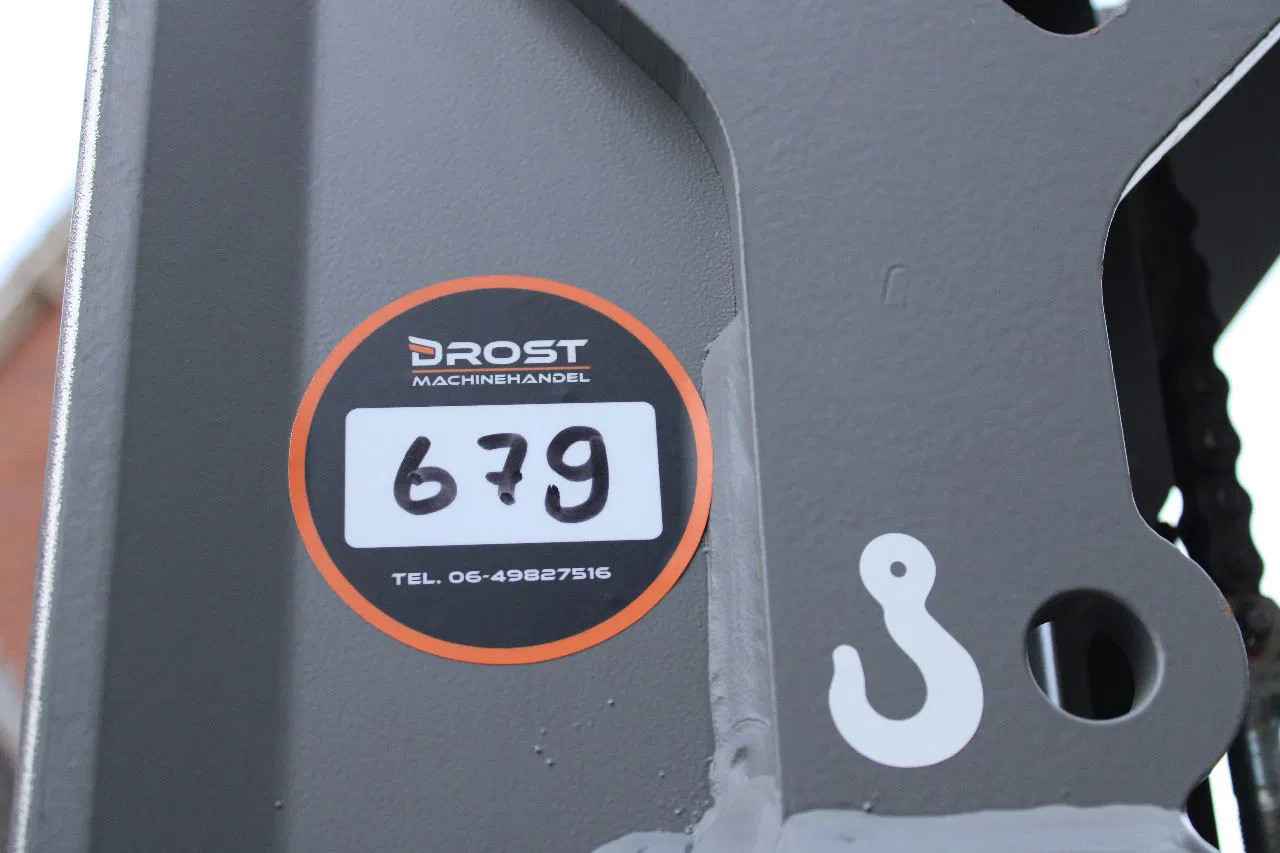 DROST
MACHINEHANDEL
679
TEL. 06-49827516